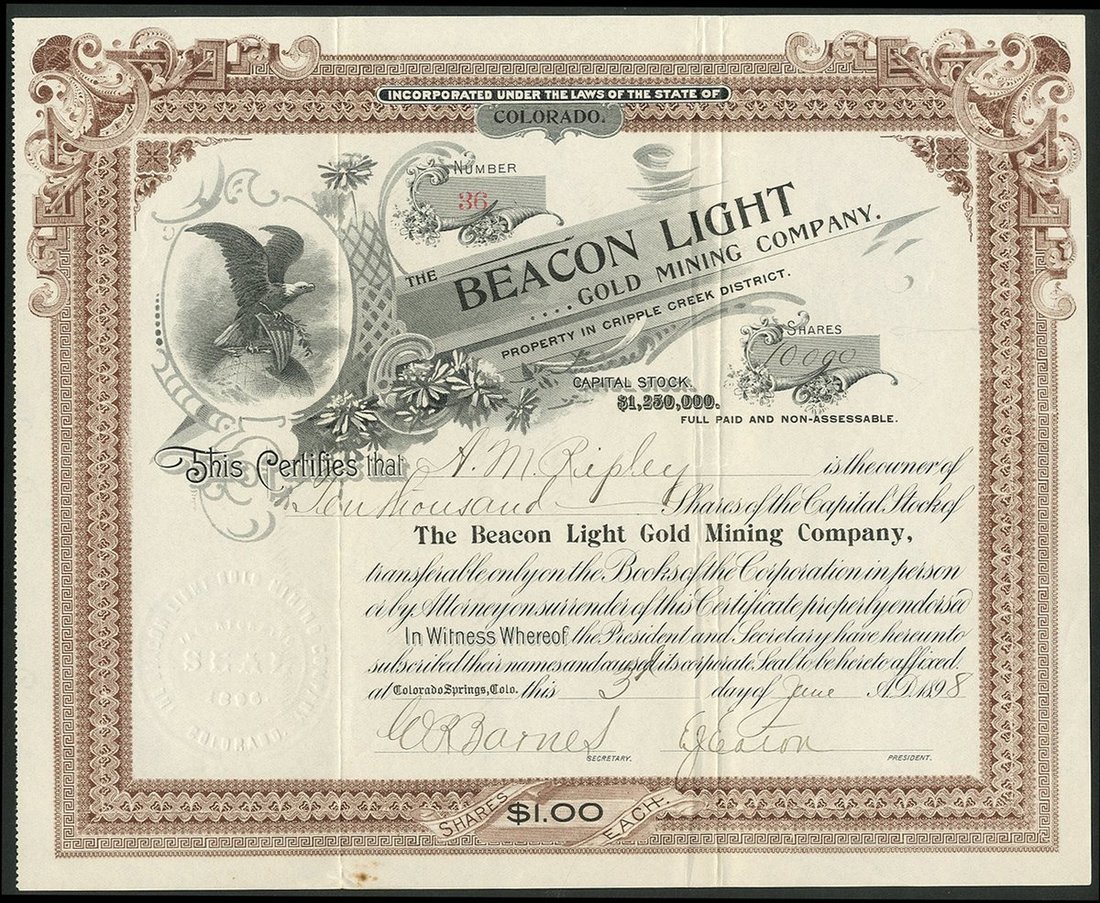 INCORPORATED UNDER THE LAWS OF THE STATE OF
COLORADO.
NUMBER
36
THE BEACON LIGHT
....GOLD MINING COMPANY.
PROPERTY IN CRIPPLE CREEK DISTRICT.
SHARES
10000
CAPITAL STOCK.
$1,250,000.
FULL PAID AND NON-ASSESSABLE.
This Certifies that A. M. Ripley is the owner of
Ten thousand Shares of the Capital Stock of
The Beacon Light Gold Mining Company,
transferable only on the Books of the Corporation in person
or by Attorney on surrender of this Certificate properly endorsed
In Witness Whereof the President and Secretary have hereunto
subscribed their names and caused its corporate Seal to be hereto affixed.
at Colorado Springs, Colo. this 3d day of June A.D. 1898
SEAL
1896
COLORADO.
Barnes
SECRETARY.
Eaton
PRESIDENT.
SHARES $1.00 EACH.